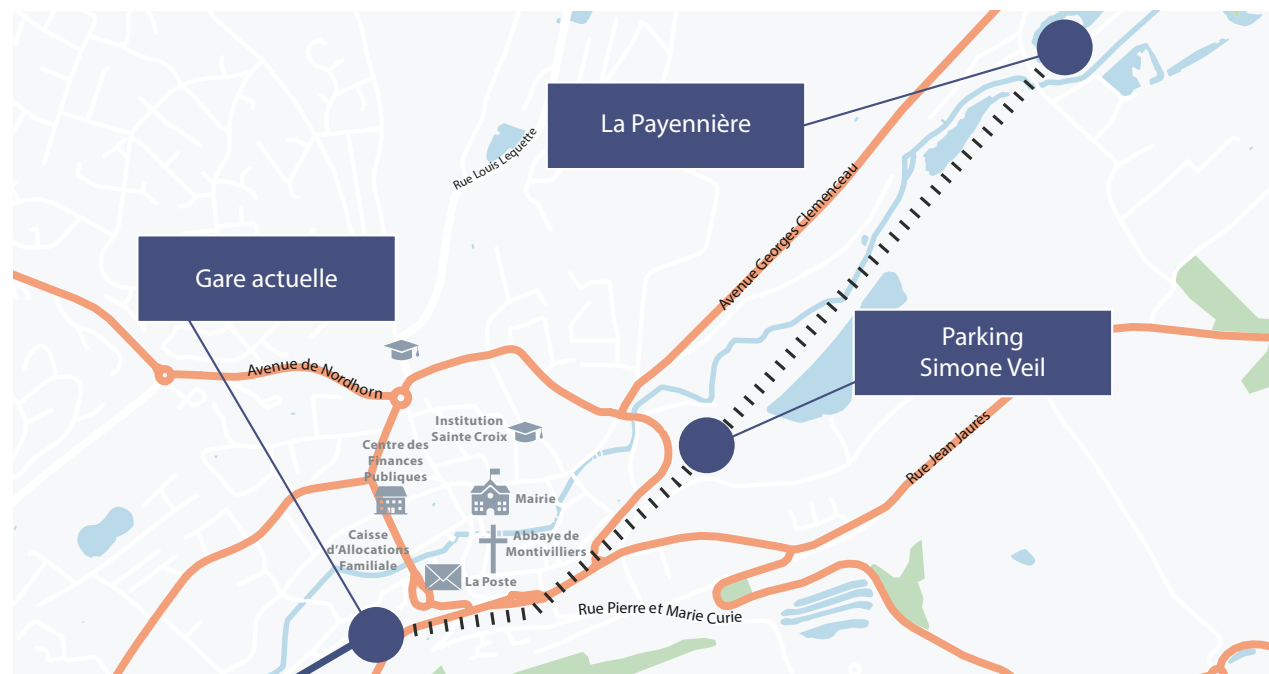 La Payennière
Rue Louis Lequette
Avenue Georges Clemenceau
Gare actuelle
Parking
Simone Veil
Avenue de Nordhorn
Institution
Sainte Croix
Centre des
Finances
Publiques
Rue Jean Jaurès
Mairie
Caisse
d'Allocations
Familiale
Abbaye de
Montivilliers
La Poste
Rue Pierre et Marie Curie